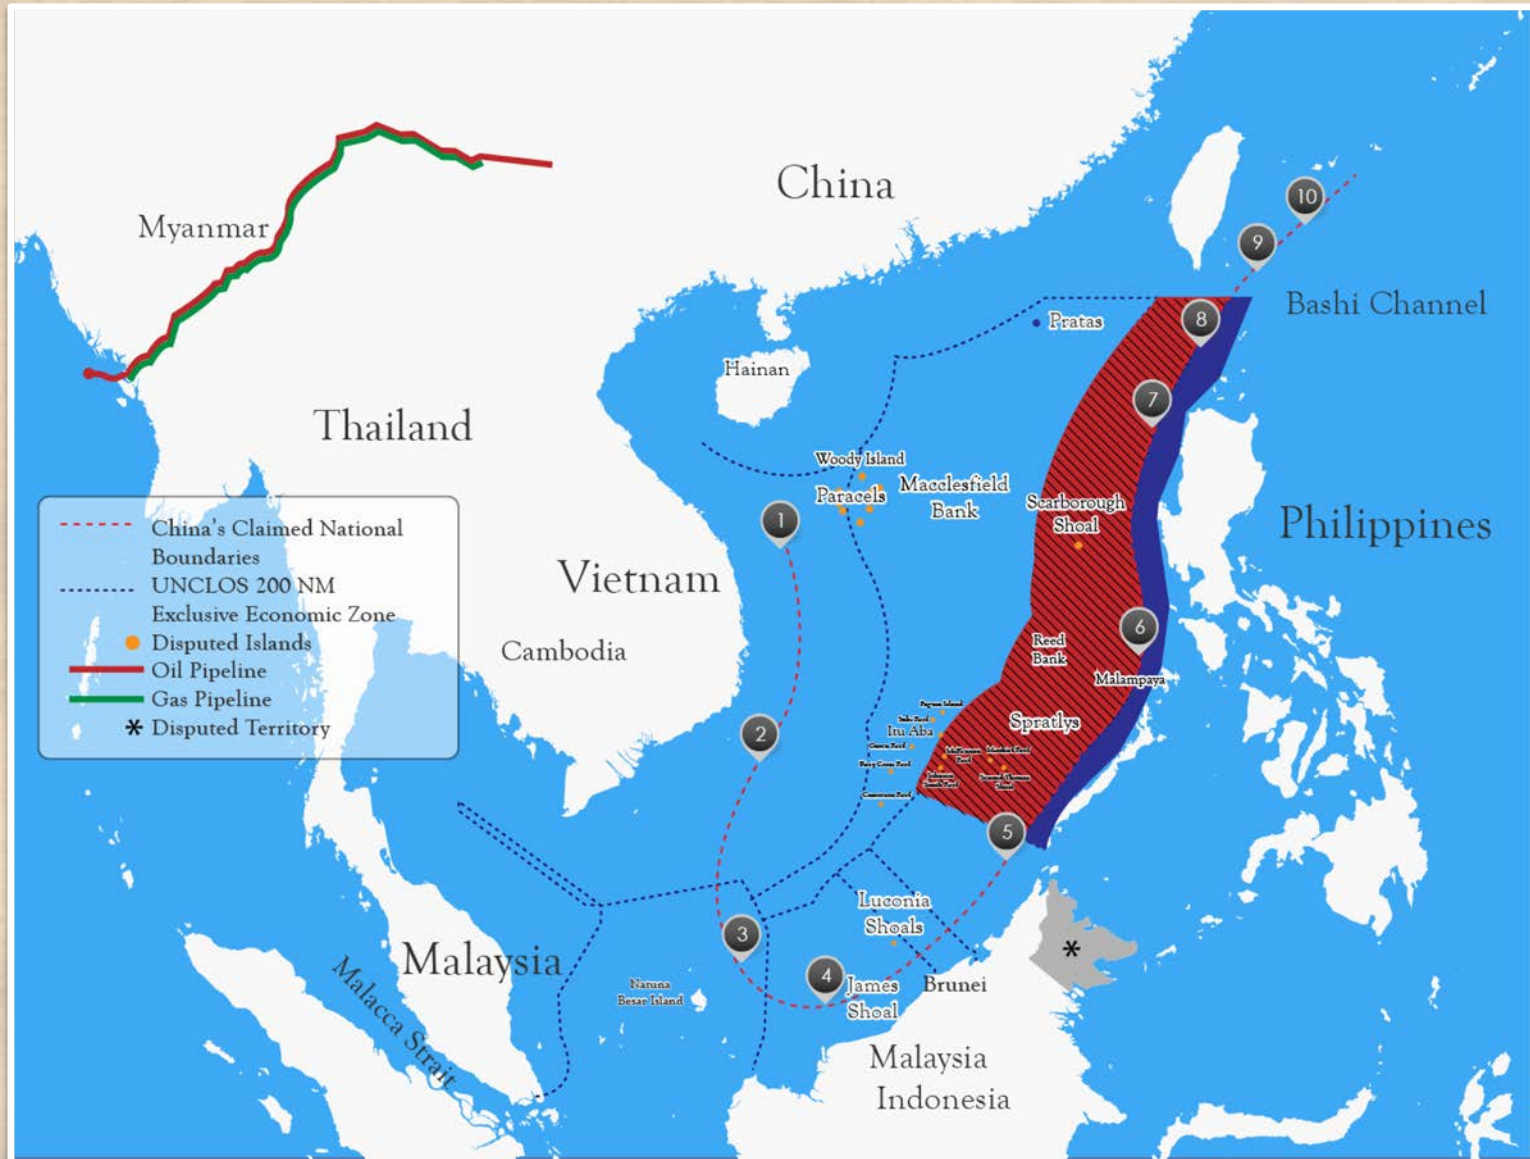 China
Myanmar
10
9
Bashi Channel
8
Pratas
Hainan
7
Thailand
Woody Island
Paracels
Macclesfield
Bank
Scarborough
Shoal
Philippines
1
China's Claimed National
Boundaries
UNCLOS 200 NM
Exclusive Economic Zone
Disputed Islands
Oil Pipeline
Gas Pipeline
* Disputed Territory
Vietnam
Cambodia
6
Reed
Bank
Malampaya
Spratlys
Itu Aba
2
5
Luconia
Shoals
3
Malaysia
Malacca Strait
4
James
Shoal
Natuna
Besar Island
Brunei
*
Malaysia
Indonesia